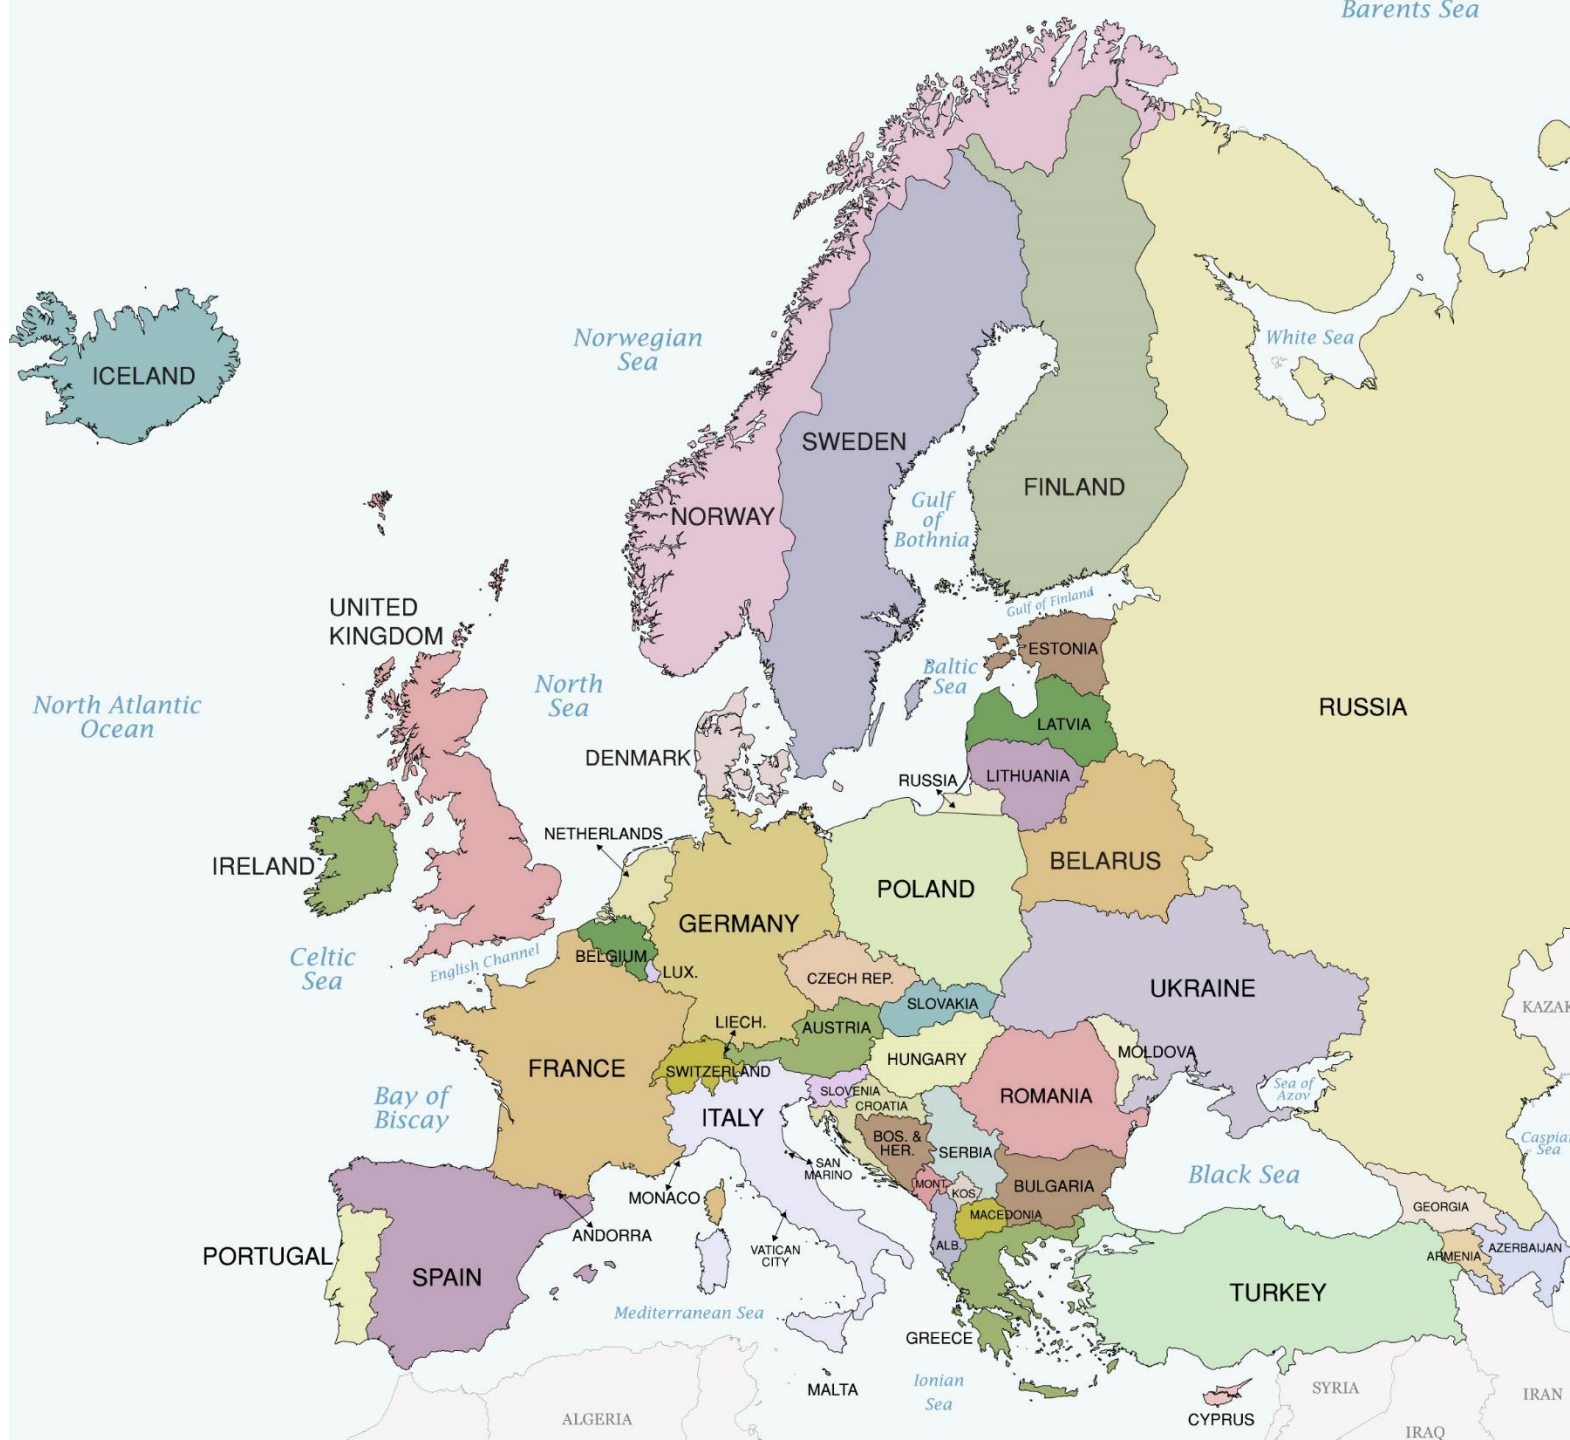 Barents Sea
Norwegian
Sea
White Sea
ICELAND
SWEDEN
FINLAND
Gulf
of
Bothnia
NORWAY
UNITED
KINGDOM
Gulf of Finland
ESTONIA
Baltic
Sea
North
Sea
North Atlantic
Ocean
RUSSIA
LATVIA
DENMARK
LITHUANIA
RUSSIA
NETHERLANDS
IRELAND
BELARUS
POLAND
GERMANY
Celtic
Sea
English Channel
BELGIUM
LUX.
CZECH REP.
SLOVAKIA
UKRAINE
KAZAK
LIECH.
AUSTRIA
HUNGARY
MOLDOVA
FRANCE
SWITZERLAND
SLOVENIA
CROATIA
ROMANIA
Sea of
Azov
Bay of
Biscay
ITALY
BOS. &
HER.
SERBIA
Caspian
Sea
SAN
MARINO
Black Sea
MONT.
KOS.
BULGARIA
MONACO
ANDORRA
MACEDONIA
GEORGIA
PORTUGAL
SPAIN
VATICAN
CITY
ALB.
ARMENIA
AZERBAIJAN
TURKEY
Mediterranean Sea
GREECE
MALTA
Ionian
Sea
SYRIA
IRAN
CYPRUS
ALGERIA
IRAQ